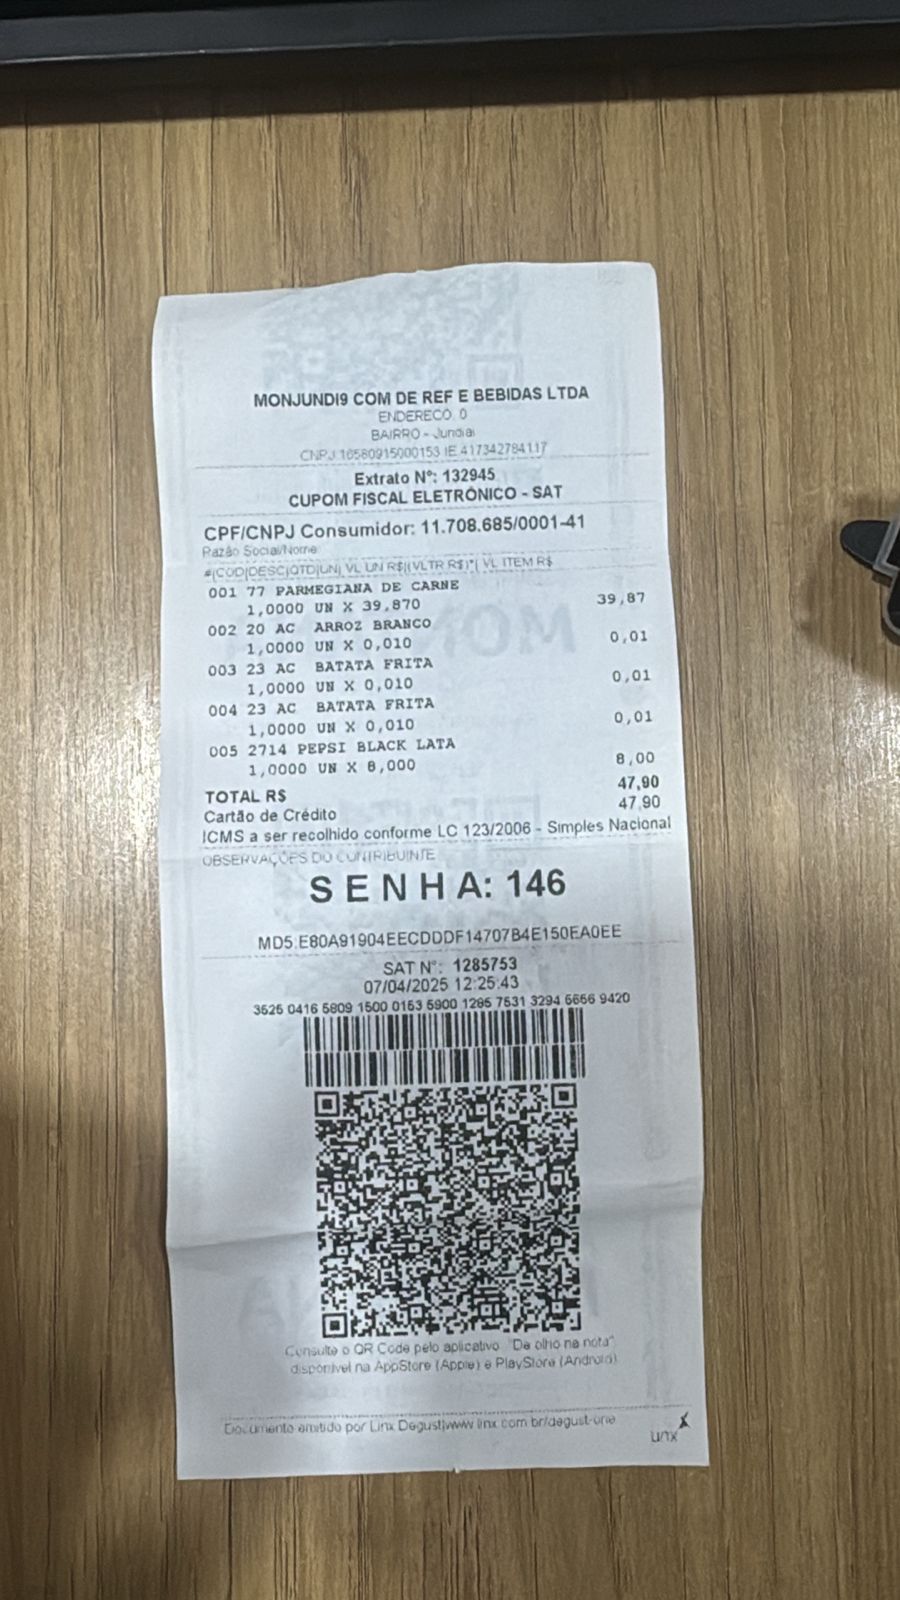 MONJUNDI9 COM DE REF E BEBIDAS LTDA
ENDERECO, 0
BAIRRO - Jundiai
CNPJ 16580915000153 IE 417342784117
Extrato Nº: 132945
CUPOM FISCAL ELETRÔNICO - SAT
CPF/CNPJ Consumidor: 11.708.685/0001-41
Razão Social/Nome
#|COD|DESC|QTD|UN| VL UN R$|(VLTR R$)*| VL ITEM R$
001 77 PARMEGIANA DE CARNE
1,0000 UN X 39,870 39,87
002 20 AC ARROZ BRANCO
1,0000 UN X 0,010 0,01
003 23 AC BATATA FRITA
1,0000 UN X 0,010 0,01
004 23 AC BATATA FRITA
1,0000 UN X 0,010 0,01
005 2714 PEPSI BLACK LATA
1,0000 UN X 8,000 8,00
TOTAL R$ 47,90
Cartão de Crédito 47,90
ICMS a ser recolhido conforme LC 123/2006 - Simples Nacional
OBSERVAÇÕES DO CONTRIBUINTE
SENHA: 146
MD5:E80A91904EECDDDF14707B4E150EA0EE
SAT Nº: 1285753
07/04/2025 12:25:43
3525 0416 5809 1500 0153 5900 1285 7531 3294 5666 9420
Consulte o QR Code pelo aplicativo "De olho na nota",
disponível na AppStore (Apple) e PlayStore (Android)
Documento emitido por Linx Degust|www.linx.com.br/degust-one
Linx